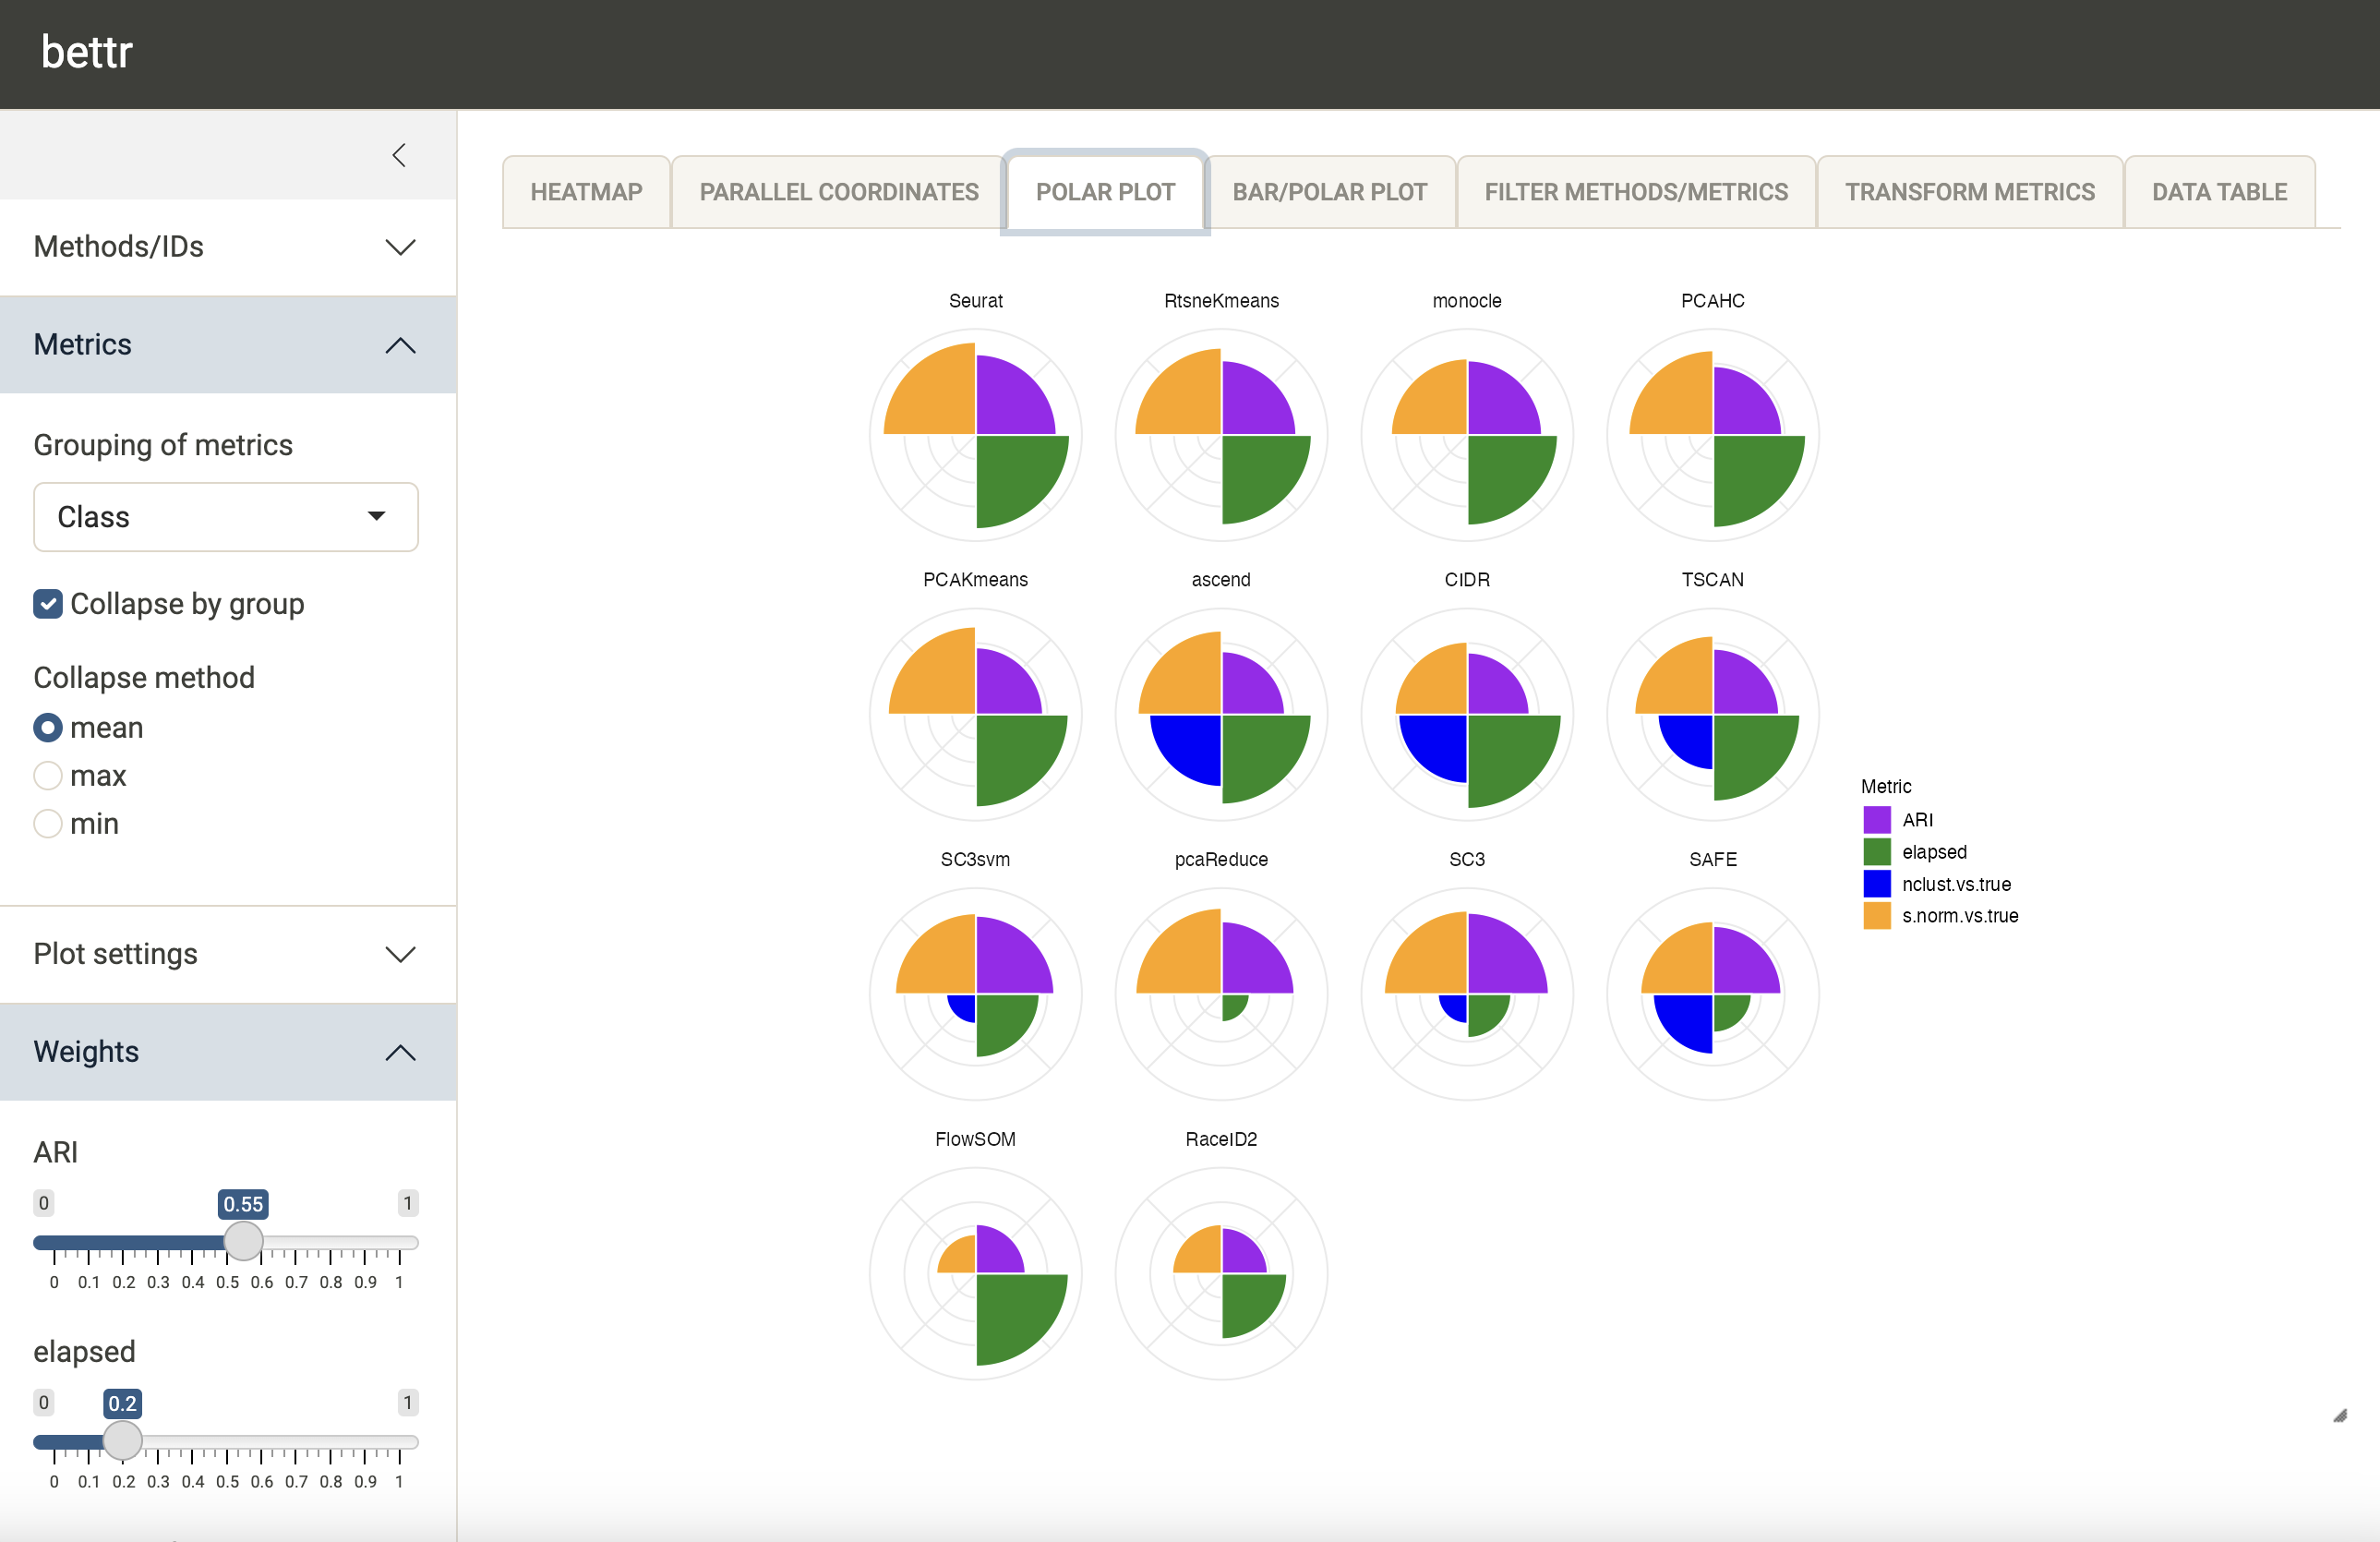 bettr
HEATMAP PARALLEL COORDINATES POLAR PLOT BAR/POLAR PLOT FILTER METHODS/METRICS TRANSFORM METRICS DATA TABLE
Methods/IDs
Metrics
Grouping of metrics
Class
Collapse by group
Collapse method
mean
max
min
Plot settings
Weights
ARI
0 0.55 1
0 0.1 0.2 0.3 0.4 0.5 0.6 0.7 0.8 0.9 1
elapsed
0 0.2 1
0 0.1 0.2 0.3 0.4 0.5 0.6 0.7 0.8 0.9 1
Seurat RtsneKmeans monocle PCAHC
PCAKmeans ascend CIDR TSCAN
SC3svm pcaReduce SC3 SAFE
FlowSOM RaceID2
Metric
ARI
elapsed
nclust.vs.true
s.norm.vs.true